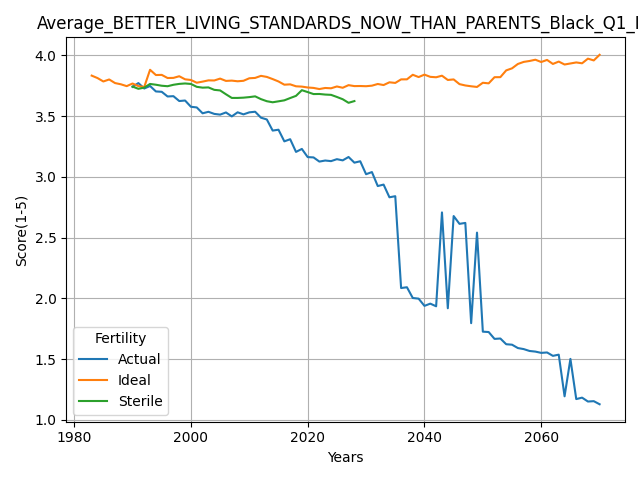 Average_BETTER_LIVING_STANDARDS_NOW_THAN_PARENTS_Black_Q1_
Score(1-5)
4.0
3.5
3.0
2.5
2.0
1.5
1.0
Fertility
Actual
Ideal
Sterile
1980 2000 2020 2040 2060
Years